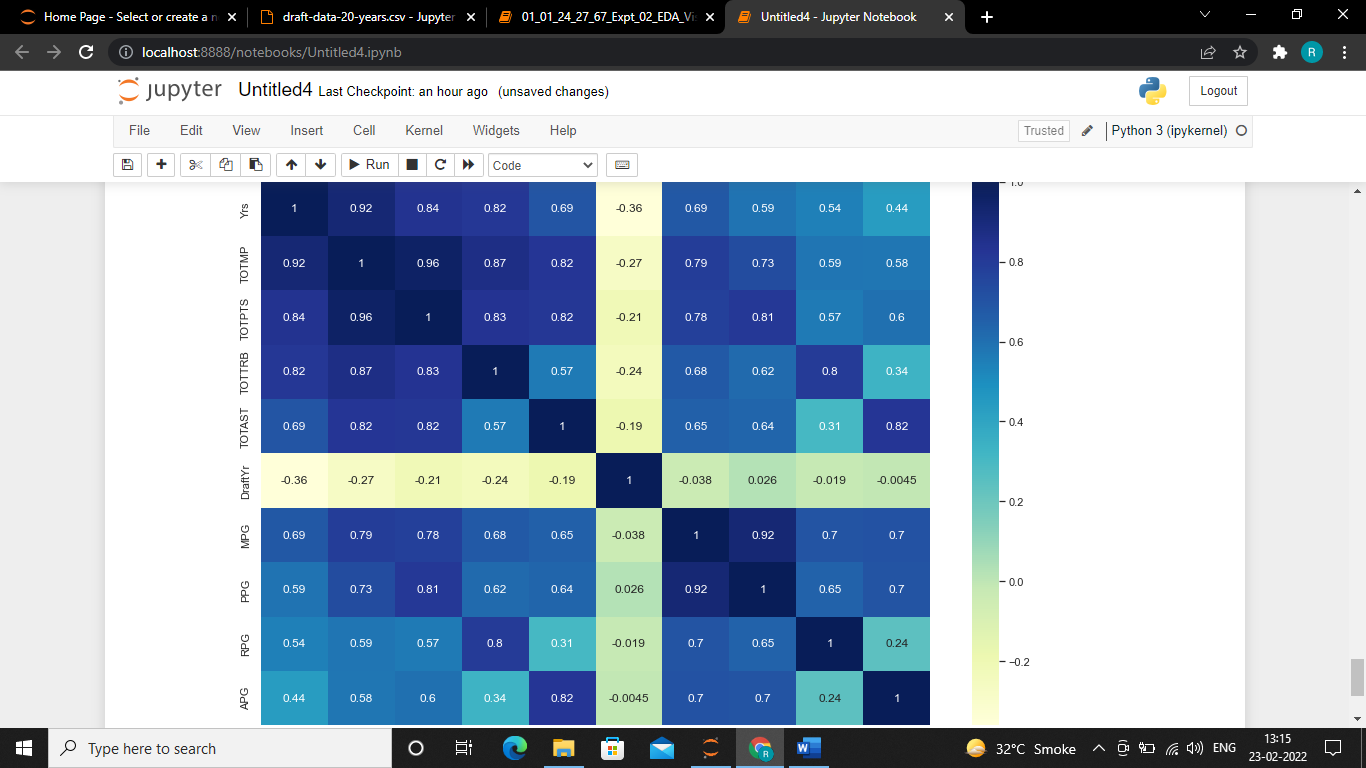 Home Page - Select or create a n
draft-data-20-years.csv - Jupyter
01_01_24_27_67_Expt_02_EDA_Vi
Untitled4 - Jupyter Notebook
localhost:8888/notebooks/Untitled4.ipynb
R
jupyter Untitled4 Last Checkpoint: an hour ago (unsaved changes)
Logout
File Edit View Insert Cell Kernel Widgets Help
Trusted Python 3 (ipykernel)
Run Code
1.0
Yrs 1 0.92 0.84 0.82 0.69 -0.36 0.69 0.59 0.54 0.44
TOTMP 0.92 1 0.96 0.87 0.82 -0.27 0.79 0.73 0.59 0.58
0.8
TOTPTS 0.84 0.96 1 0.83 0.82 -0.21 0.78 0.81 0.57 0.6
0.6
TOTTRB 0.82 0.87 0.83 1 0.57 -0.24 0.68 0.62 0.8 0.34
TOTAST 0.69 0.82 0.82 0.57 1 -0.19 0.65 0.64 0.31 0.82
0.4
DraftYr -0.36 -0.27 -0.21 -0.24 -0.19 1 -0.038 0.026 -0.019 -0.0045
0.2
MPG 0.69 0.79 0.78 0.68 0.65 -0.038 1 0.92 0.7 0.7
0.0
PPG 0.59 0.73 0.81 0.62 0.64 0.026 0.92 1 0.65 0.7
RPG 0.54 0.59 0.57 0.8 0.31 -0.019 0.7 0.65 1 0.24
−0.2
APG 0.44 0.58 0.6 0.34 0.82 -0.0045 0.7 0.7 0.24 1
Type here to search
32°C Smoke
ENG
13:15
23-02-2022